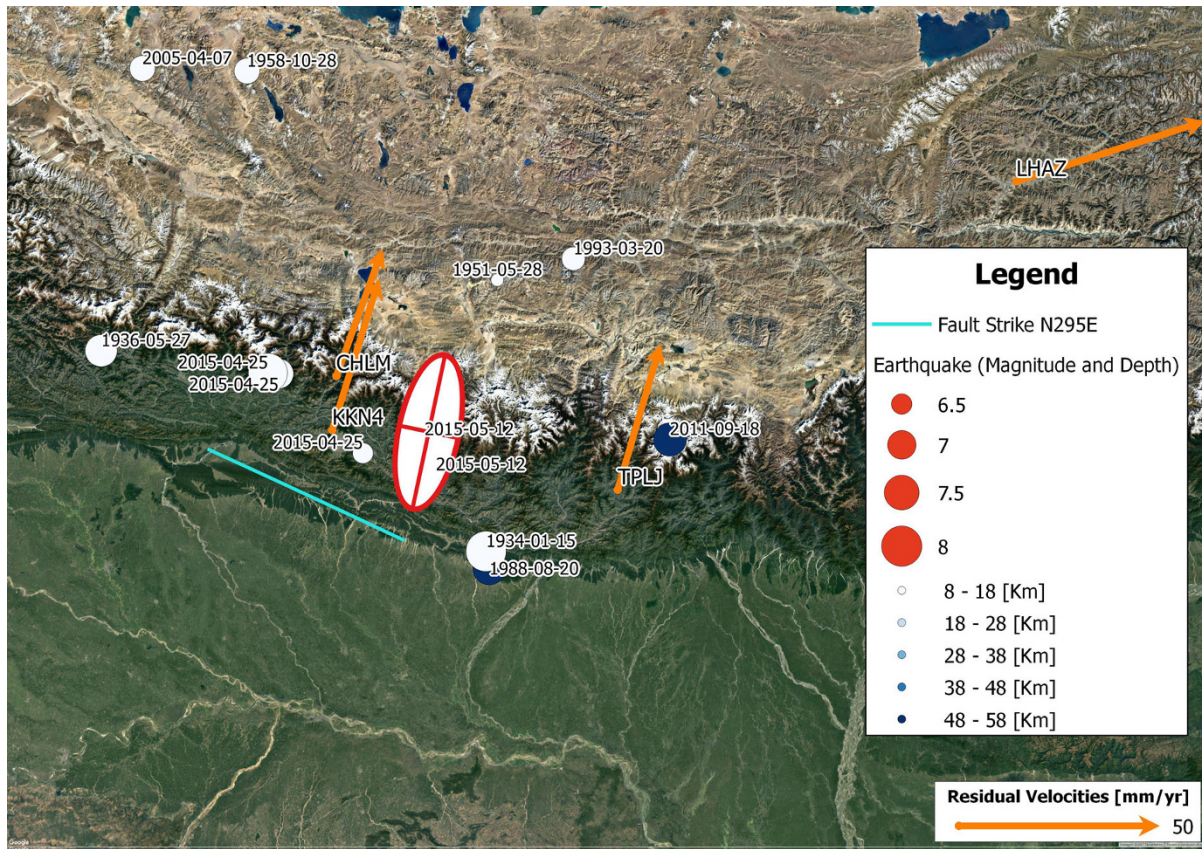 2005-04-07
1958-10-28
LHAZ
1993-03-20
1951-05-28
1936-05-27
2015-04-25
CHLM
2015-04-25
KKN4
2015-04-25
2015-05-12
2015-05-12
2011-09-18
TPLJ
1934-01-15
1988-08-20
Legend
Fault Strike N295E
Earthquake (Magnitude and Depth)
6.5
7
7.5
8
8 - 18 [Km]
18 - 28 [Km]
28 - 38 [Km]
38 - 48 [Km]
48 - 58 [Km]
Residual Velocities [mm/yr]
50
Google